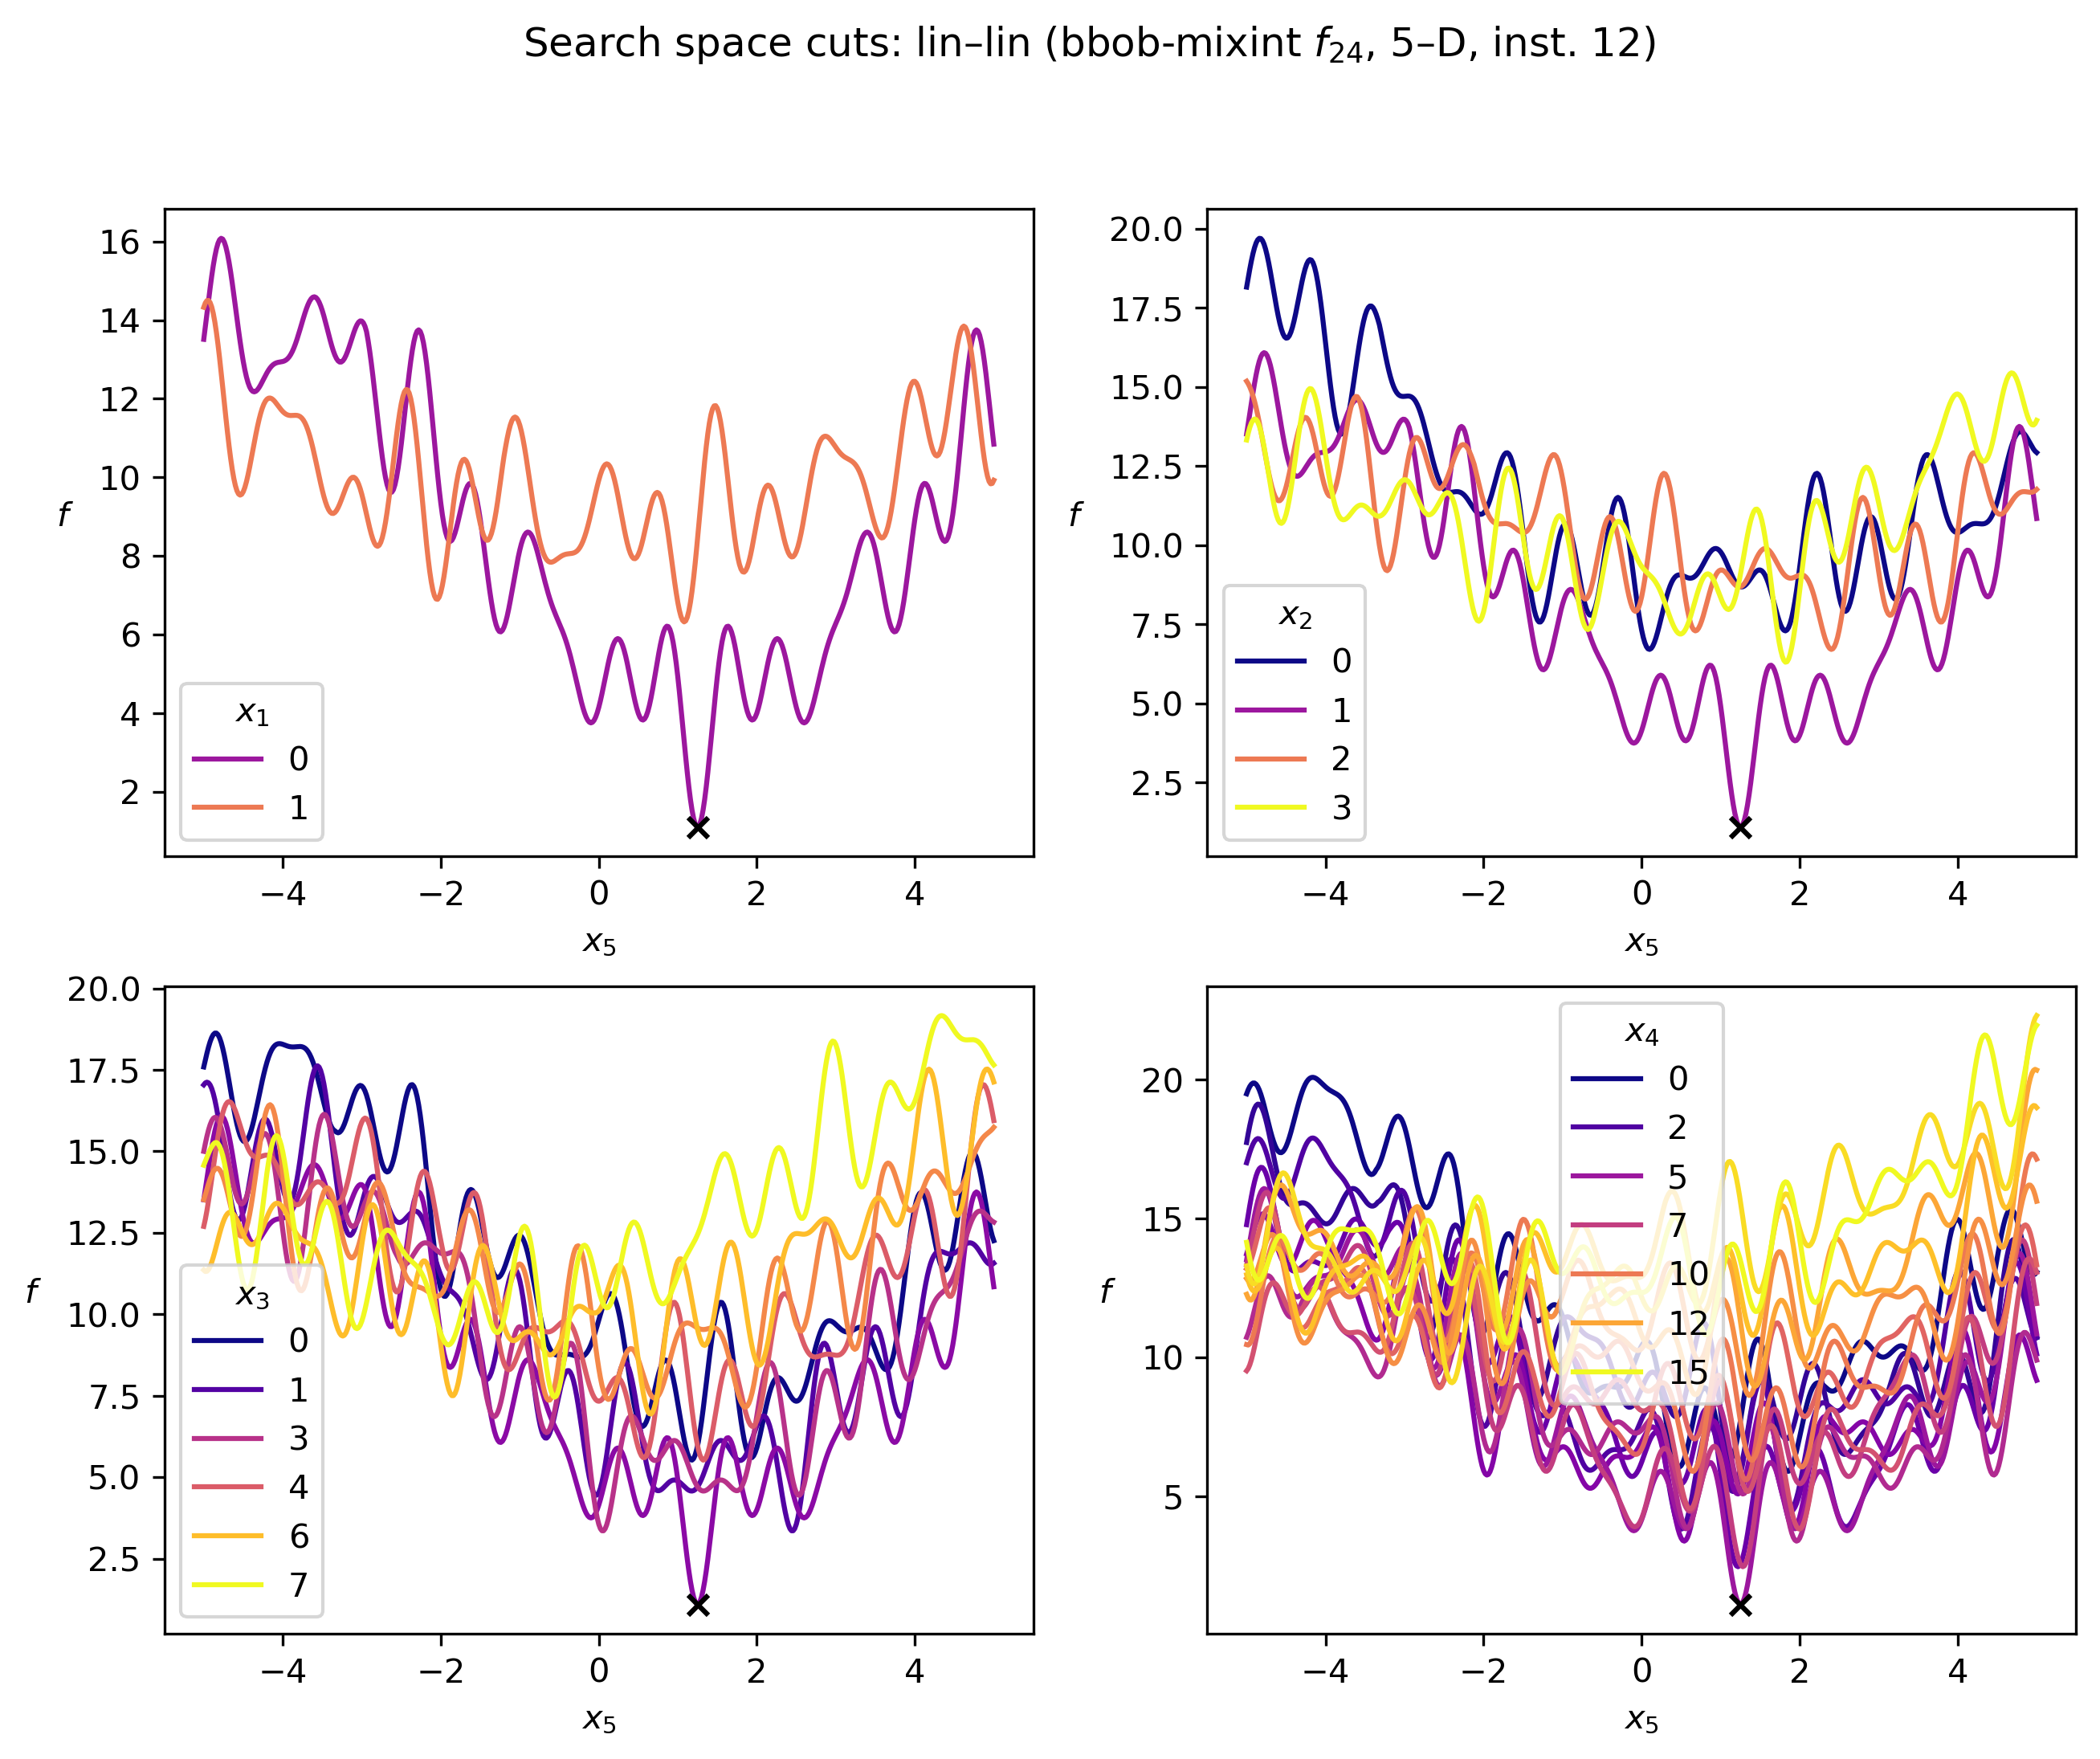 Search space cuts: lin–lin (bbob-mixint f₂₄, 5–D, inst. 12)
16
14
12
10
8
6
4
2
f
x₁
0
1
−4 −2 0 2 4
x₅
20.0
17.5
15.0
12.5
10.0
7.5
5.0
2.5
f
x₂
0
1
2
3
−4 −2 0 2 4
x₅
20.0
17.5
15.0
12.5
10.0
7.5
5.0
2.5
f
x₃
0
1
3
4
6
7
−4 −2 0 2 4
x₅
20
15
10
5
f
x₄
0
2
5
7
10
12
15
−4 −2 0 2 4
x₅